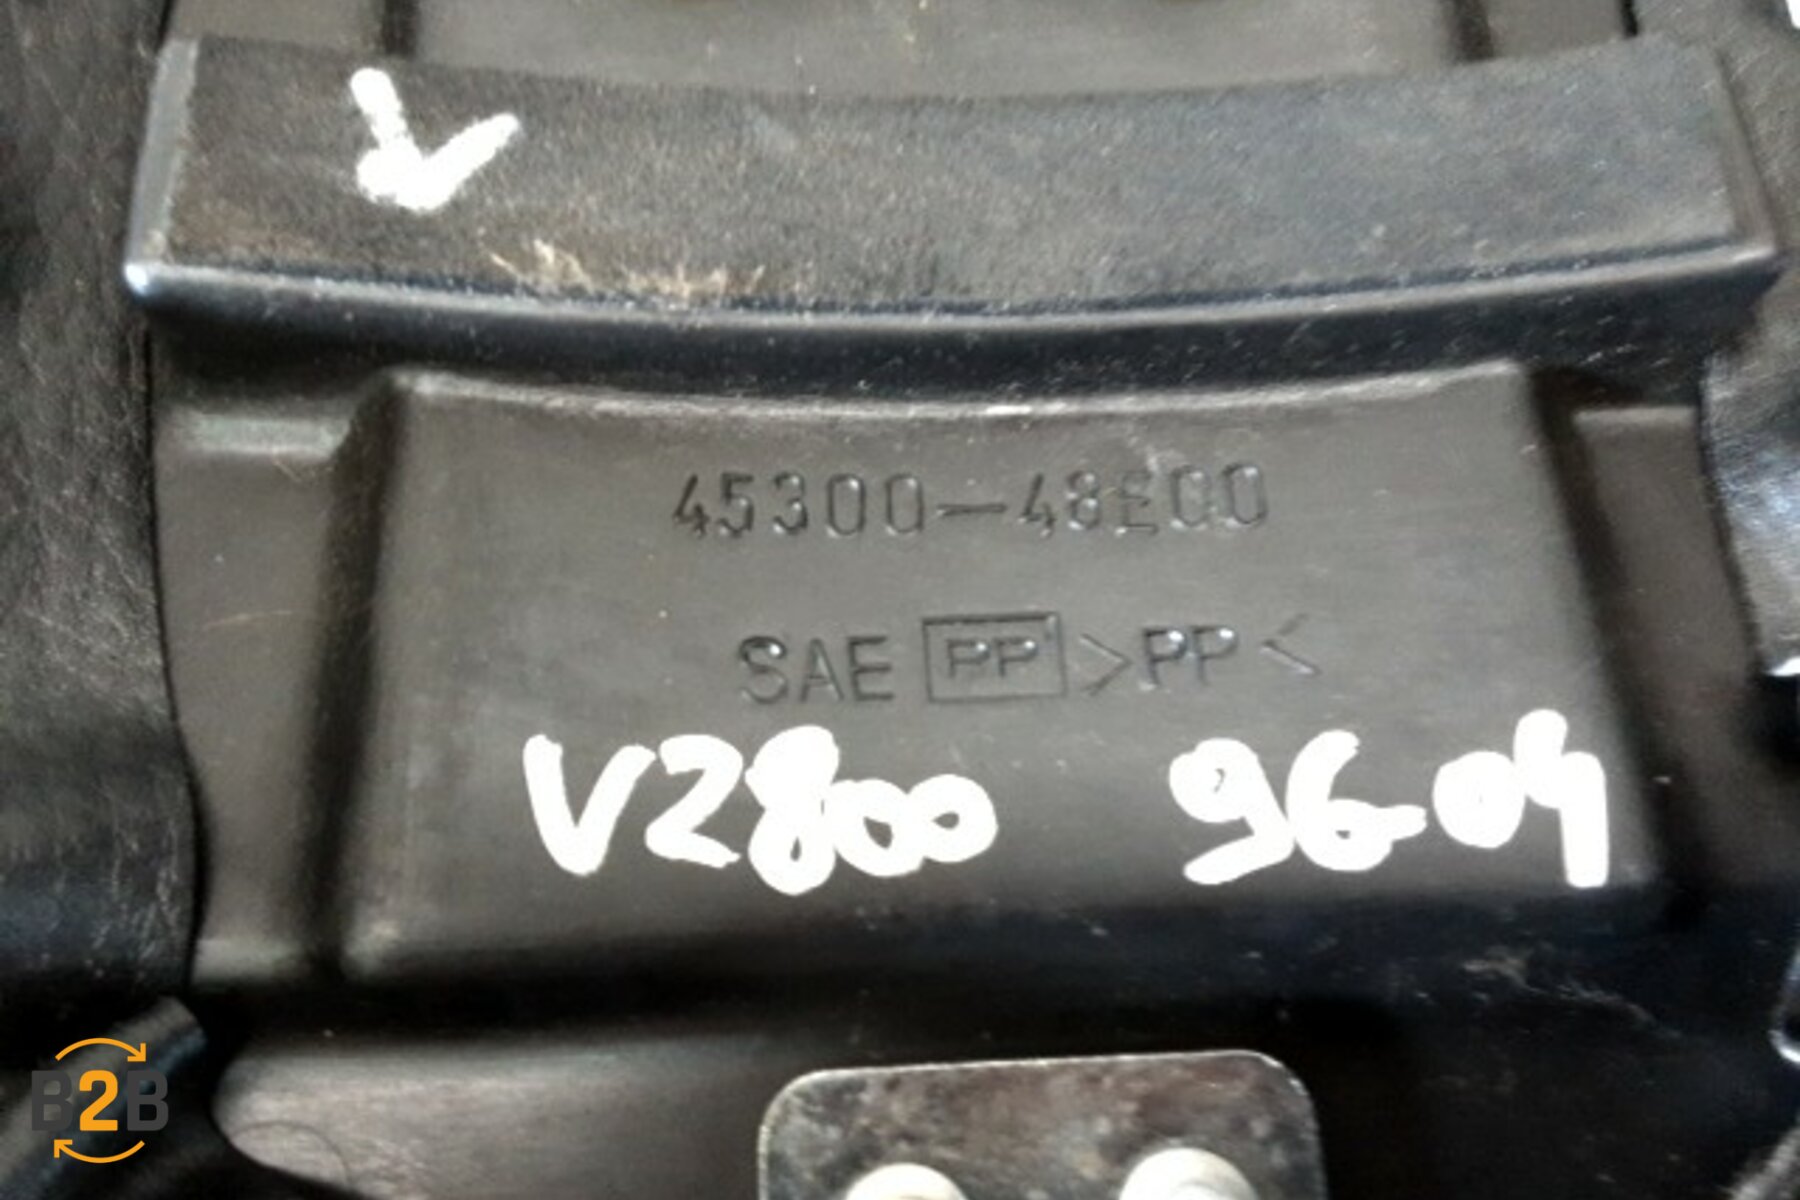 45300-48E00
SAE PP >PP<
V2800 96-04
B2B